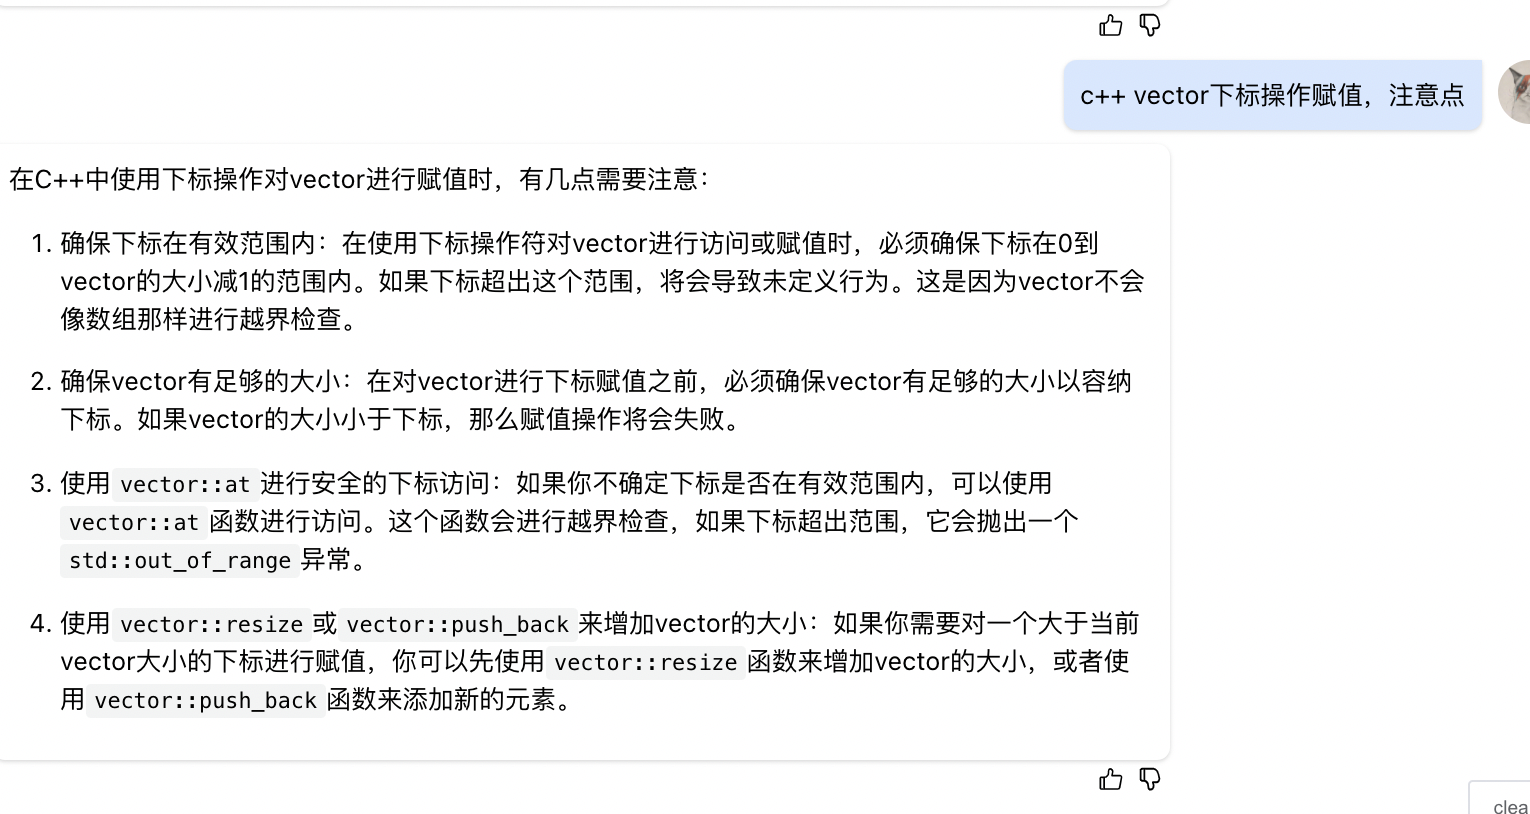 c++ vector下标操作赋值，注意点
在C++中使用下标操作对vector进行赋值时，有几点需要注意：
1. 确保下标在有效范围内：在使用下标操作符对vector进行访问或赋值时，必须确保下标在0到
vector的大小减1的范围内。如果下标超出这个范围，将会导致未定义行为。这是因为vector不会
像数组那样进行越界检查。
2. 确保vector有足够的大小：在对vector进行下标赋值之前，必须确保vector有足够的大小以容纳
下标。如果vector的大小小于下标，那么赋值操作将会失败。
3. 使用 vector::at 进行安全的下标访问：如果你不确定下标是否在有效范围内，可以使用
vector::at 函数进行访问。这个函数会进行越界检查，如果下标超出范围，它会抛出一个
std::out_of_range 异常。
4. 使用 vector::resize 或 vector::push_back 来增加vector的大小：如果你需要对一个大于当前
vector大小的下标进行赋值，你可以先使用 vector::resize 函数来增加vector的大小，或者使
用 vector::push_back 函数来添加新的元素。
clea